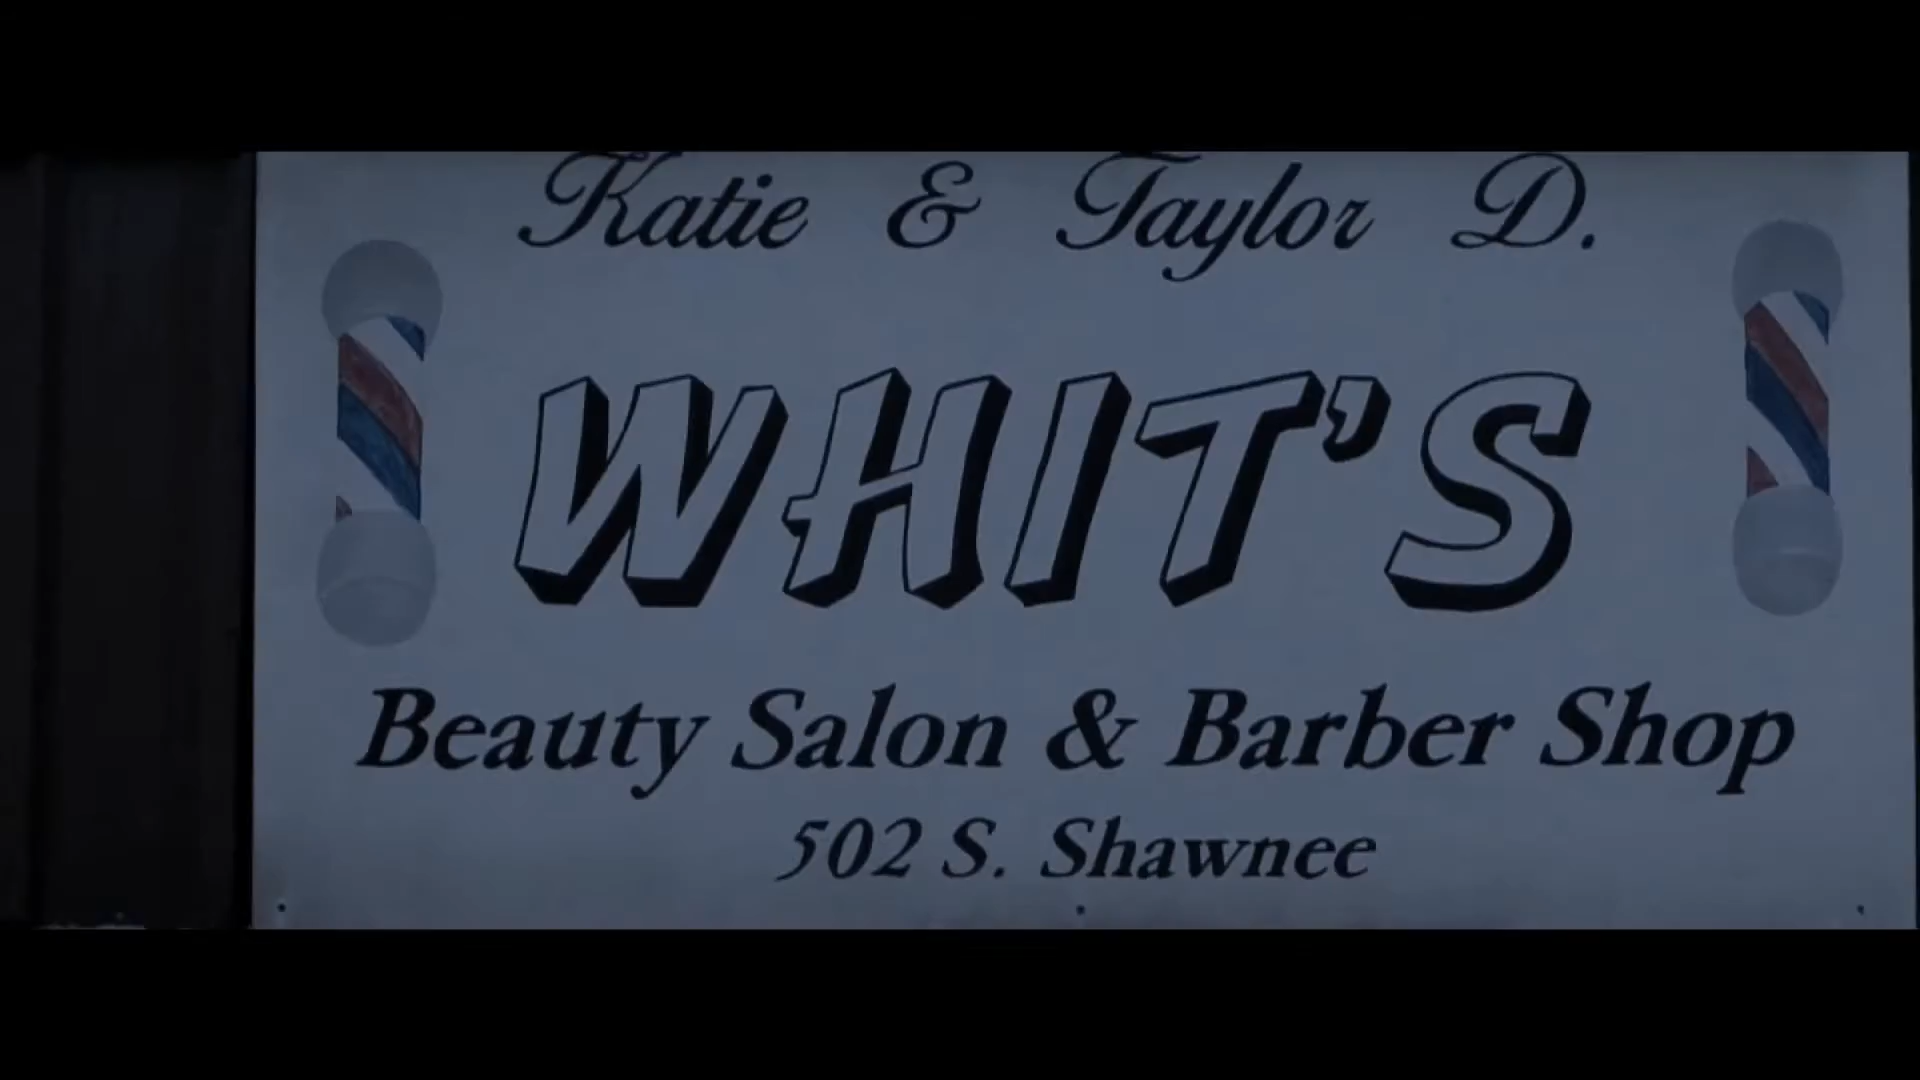 Katie & Taylor D.
WHIT'S
Beauty Salon & Barber Shop
502 S. Shawnee